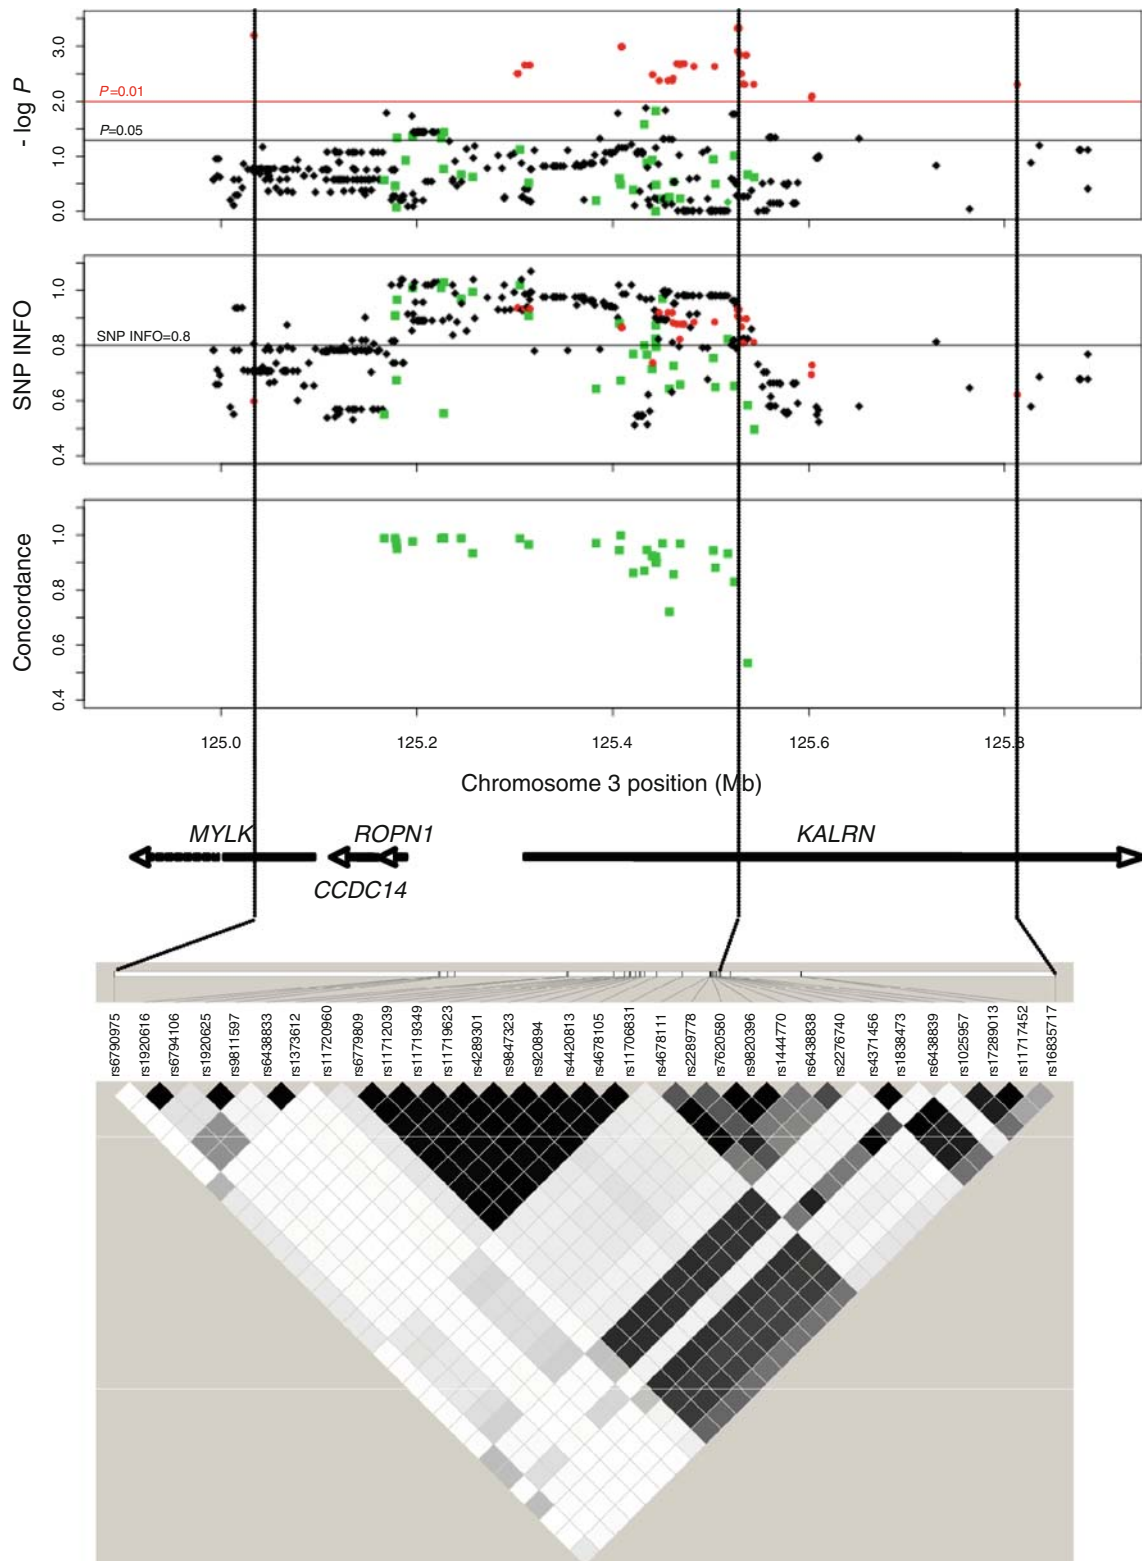 - log P
3.0
2.0
1.0
0.0
P=0.01
P=0.05
SNP INFO
1.0
0.8
0.6
0.4
SNP INFO=0.8
Concordance
1.0
0.8
0.6
0.4
125.0 125.2 125.4 125.6 125.8
Chromosome 3 position (Mb)
MYLK ROPN1 KALRN
CCDC14
rs6790975
rs1920616
rs6794106
rs1920625
rs9811597
rs6438833
rs1373612
rs11720960
rs6779809
rs11712039
rs11719349
rs11719623
rs4289301
rs9847323
rs9208894
rs4420813
rs4678105
rs11706831
rs4678111
rs2289778
rs7620580
rs9820396
rs1444770
rs6438838
rs2276740
rs4371456
rs1838473
rs6438839
rs1025957
rs17289013
rs11717452
rs16835717